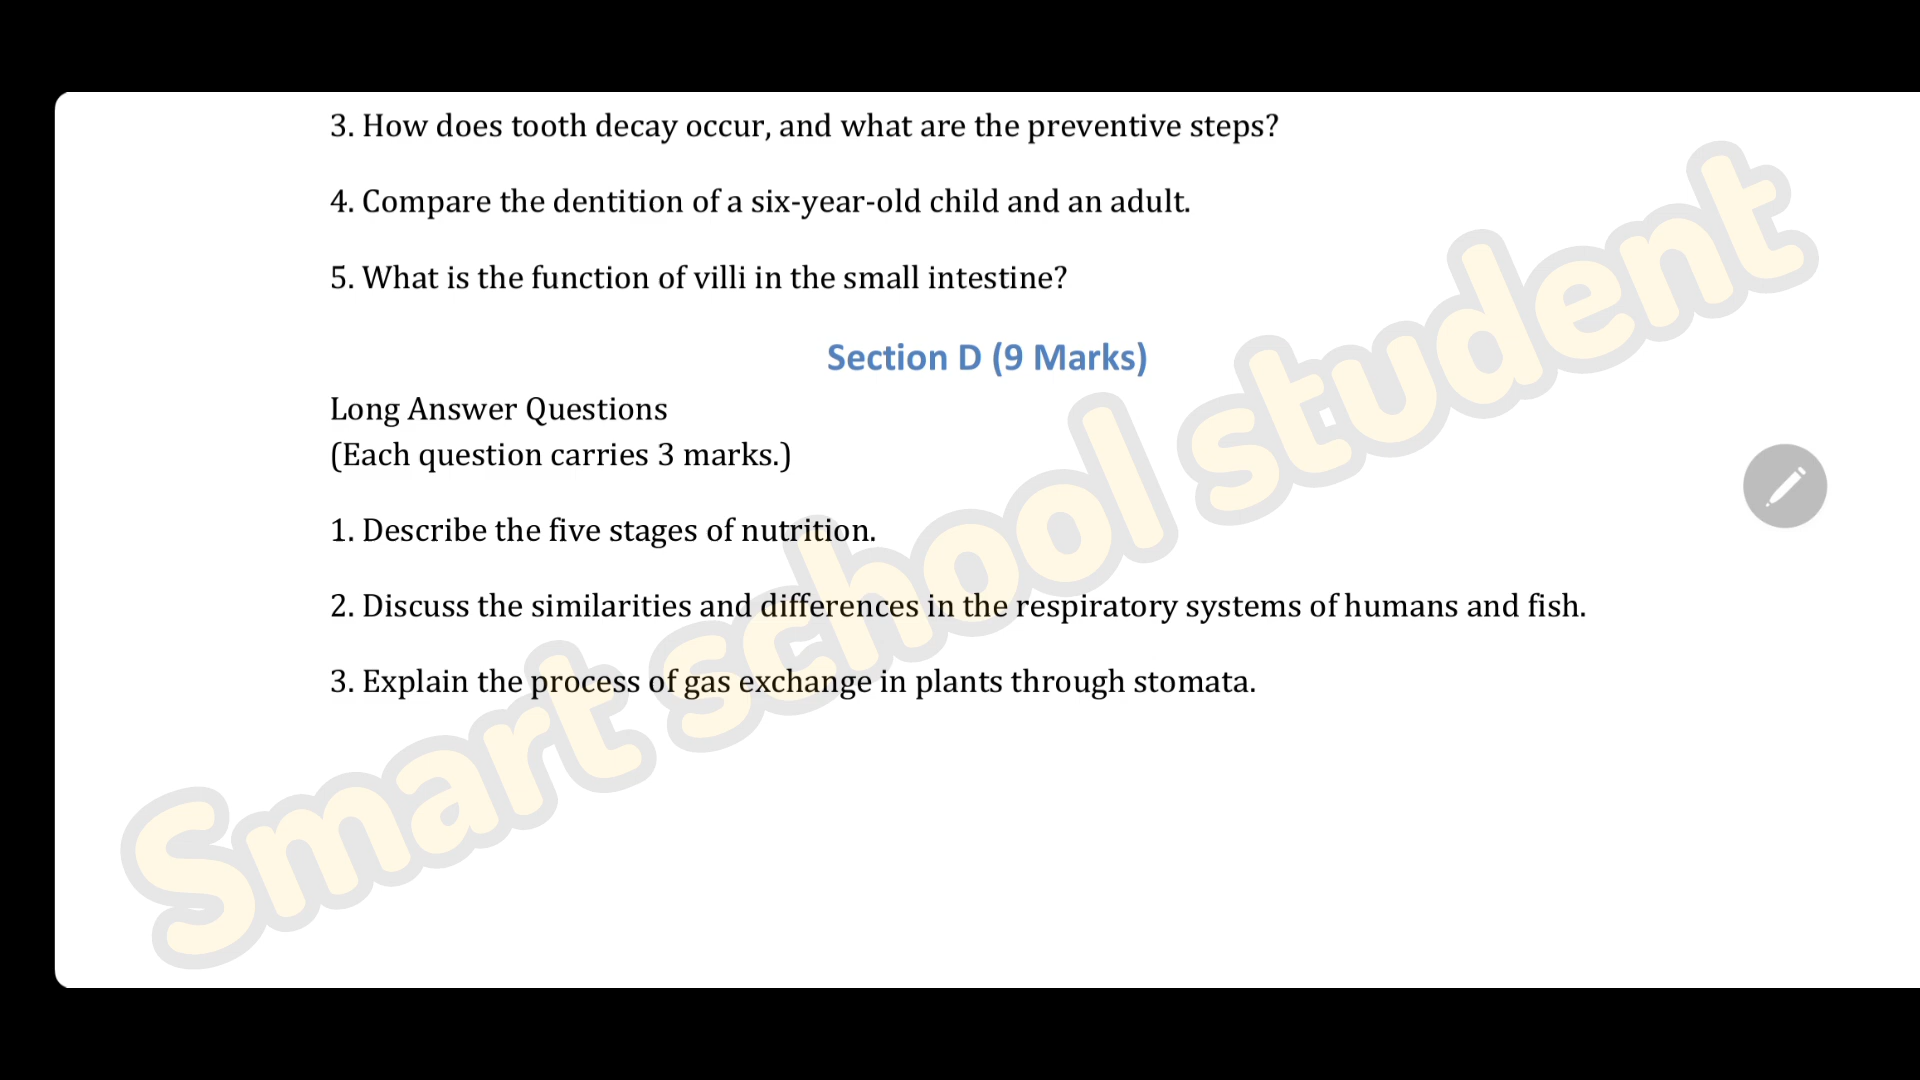 3. How does tooth decay occur, and what are the preventive steps?
4. Compare the dentition of a six-year-old child and an adult.
5. What is the function of villi in the small intestine?
Section D (9 Marks)
Long Answer Questions
(Each question carries 3 marks.)
1. Describe the five stages of nutrition.
2. Discuss the similarities and differences in the respiratory systems of humans and fish.
3. Explain the process of gas exchange in plants through stomata.
Smart school student